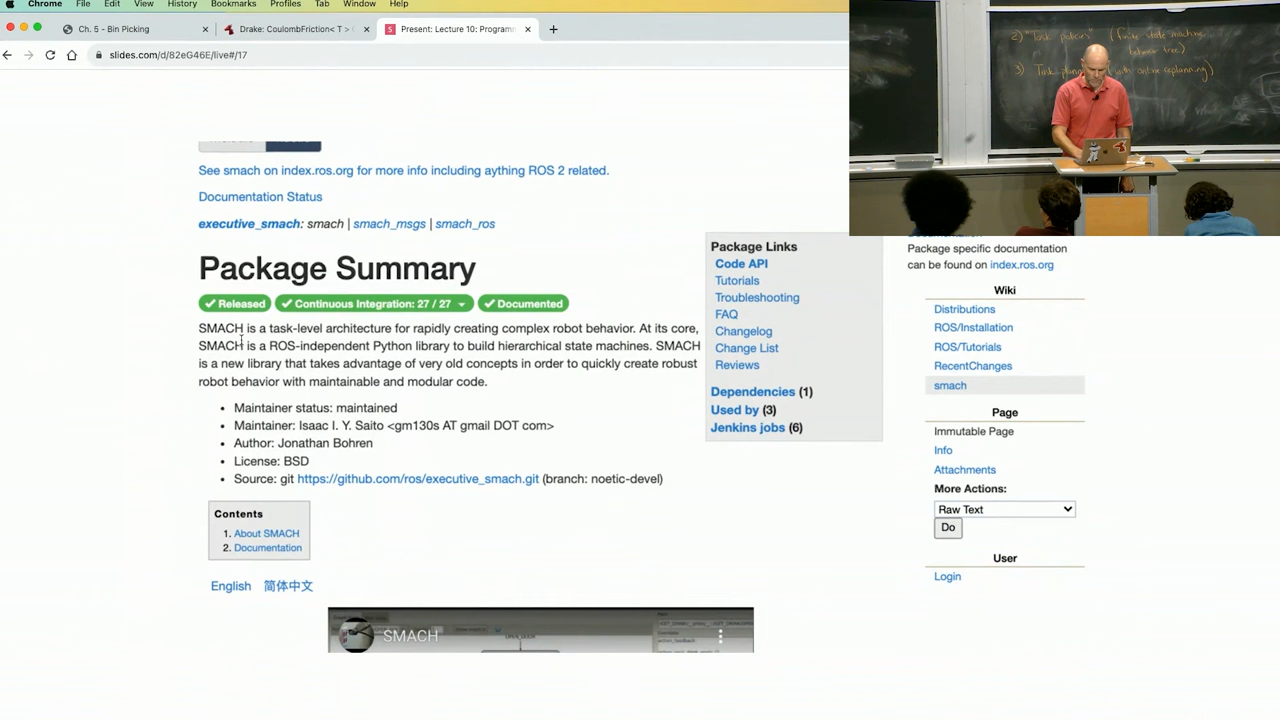 Chrome File Edit View History Bookmarks Profiles Tab Window Help
Ch. 5 - Bin Picking
Drake: CoulombFriction< T >
Present: Lecture 10: Programm
slides.com/d/82eG46E/live#/17
2) "Task policies" (finite state machine
behavior tree)
3) Task plann (with online replanning)
See smach on index.ros.org for more info including aything ROS 2 related.
Documentation Status
executive_smach: smach | smach_msgs | smach_ros
Package Summary
Released
Continuous Integration: 27 / 27
Documented
SMACH is a task-level architecture for rapidly creating complex robot behavior. At its core,
SMACH is a ROS-independent Python library to build hierarchical state machines. SMACH
is a new library that takes advantage of very old concepts in order to quickly create robust
robot behavior with maintainable and modular code.
• Maintainer status: maintained
• Maintainer: Isaac I. Y. Saito <gm130s AT gmail DOT com>
• Author: Jonathan Bohren
• License: BSD
• Source: git https://github.com/ros/executive_smach.git (branch: noetic-devel)
Contents
1. About SMACH
2. Documentation
English 简体中文
SMACH
Package Links
Code API
Tutorials
Troubleshooting
FAQ
Changelog
Change List
Reviews
Dependencies (1)
Used by (3)
Jenkins jobs (6)
Package specific documentation
can be found on index.ros.org
Wiki
Distributions
ROS/Installation
ROS/Tutorials
RecentChanges
smach
Page
Immutable Page
Info
Attachments
More Actions:
Raw Text
Do
User
Login